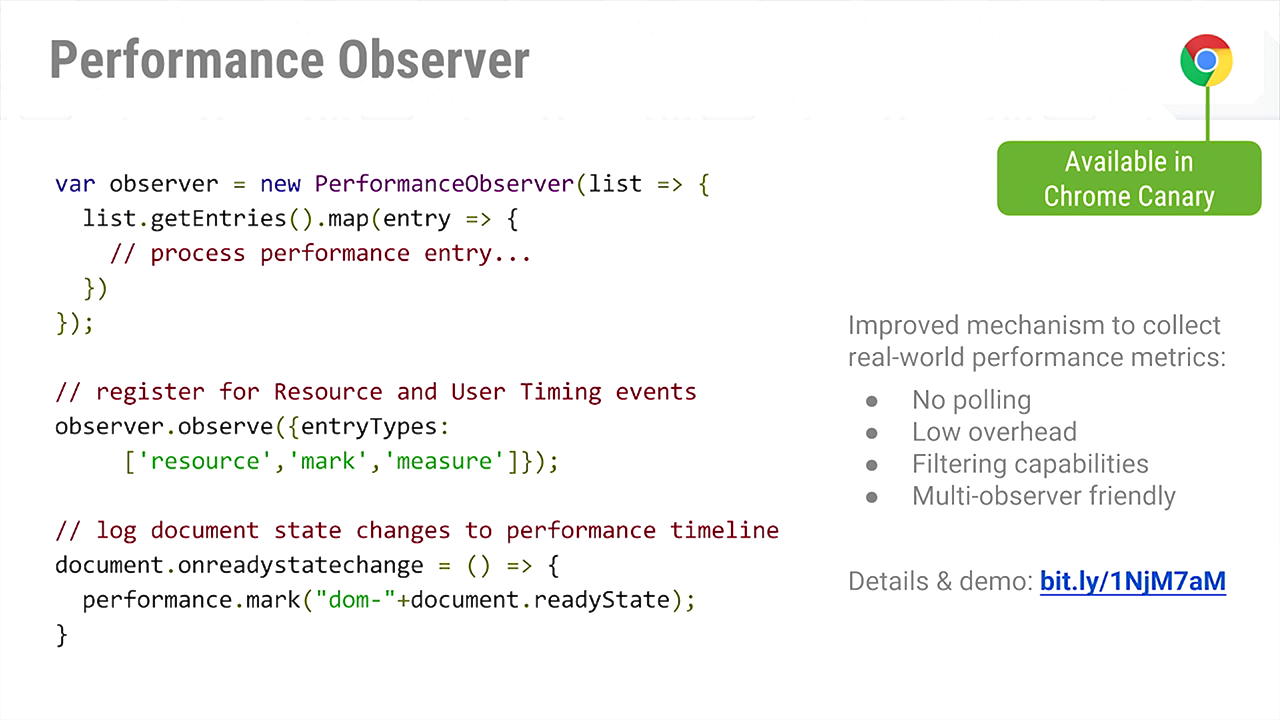 Performance Observer
Available in
Chrome Canary
var observer = new PerformanceObserver(list => {
  list.getEntries().map(entry => {
    // process performance entry...
  })
});
// register for Resource and User Timing events
observer.observe({entryTypes:
     ['resource','mark','measure']});
// log document state changes to performance timeline
document.onreadystatechange = () => {
  performance.mark("dom-"+document.readyState);
}
Improved mechanism to collect
real-world performance metrics:
● No polling
● Low overhead
● Filtering capabilities
● Multi-observer friendly
Details & demo: bit.ly/1NjM7aM